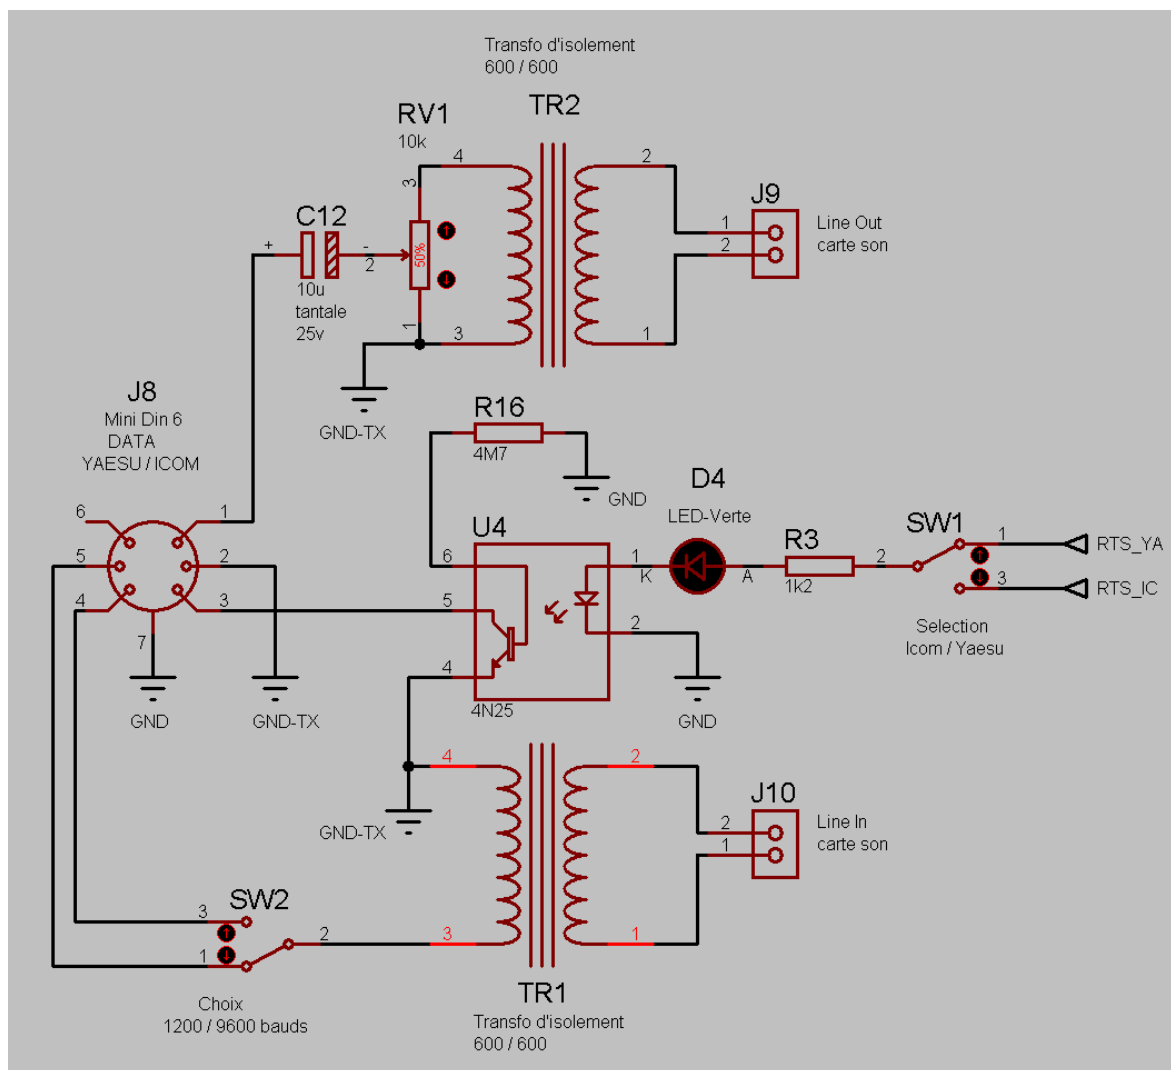 Transfo d'isolement
600 / 600
TR2
RV1
10k
4
3
2
J9
Line Out
carte son
1
2
C12
+
-
2
50%
10u
tantale
25v
1
3
1
GND-TX
J8
Mini Din 6
DATA
YAESU / ICOM
R16
4M7
GND
D4
LED-Verte
6
1
5
2
4
3
7
GND
GND-TX
U4
6
5
4
1
2
4N25
K
A
R3
1k2
SW1
2
1
3
RTS_YA
RTS_IC
Selection
Icom / Yaesu
GND
GND-TX
4
2
3
1
J10
2
1
Line In
carte son
SW2
3
1
2
Choix
1200 / 9600 bauds
TR1
Transfo d'isolement
600 / 600